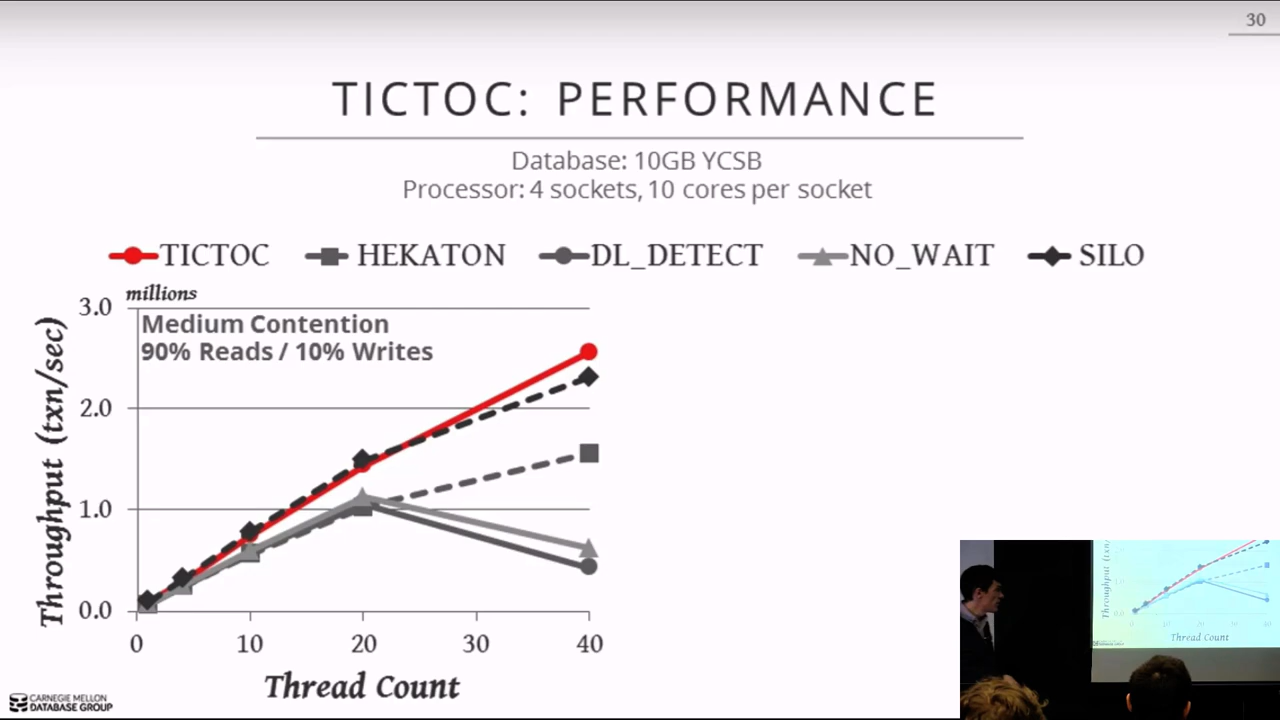 30
TICTOC: PERFORMANCE
Database: 10GB YCSB
Processor: 4 sockets, 10 cores per socket
TICTOC HEKATON DL_DETECT NO_WAIT SILO
millions
Medium Contention
90% Reads / 10% Writes
Throughput (txn/sec)
3.0
2.0
1.0
0.0
0 10 20 30 40
Thread Count
CARNEGIE MELLON
DATABASE GROUP
Thread Count